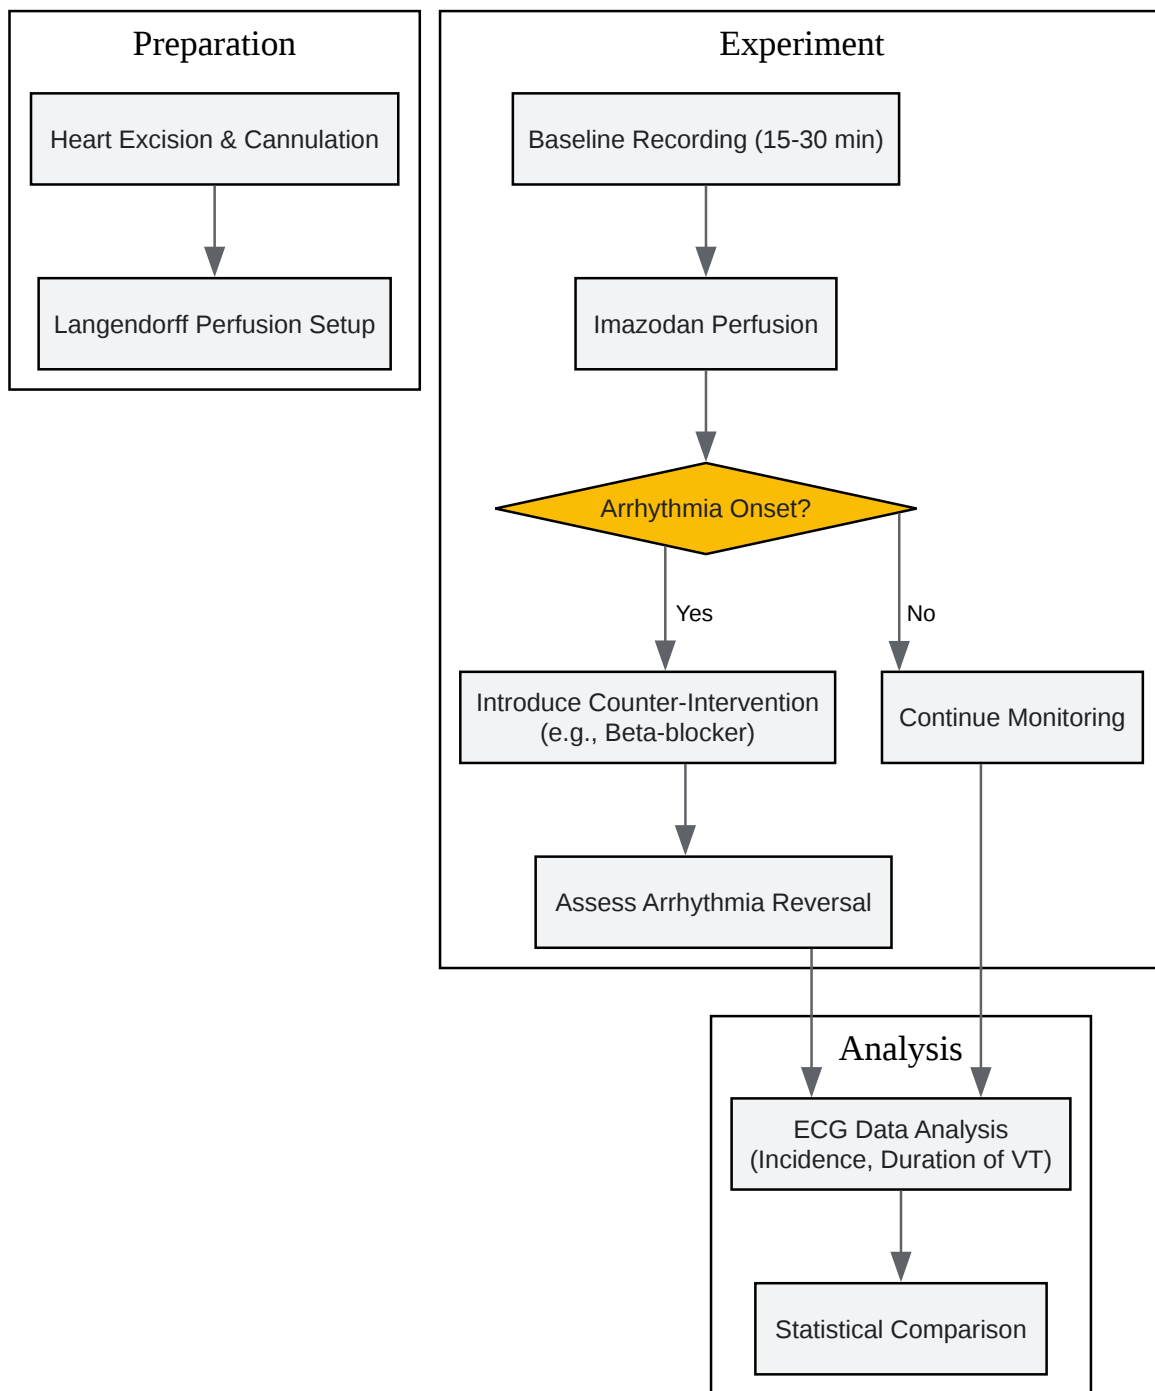 Preparation
Heart Excision & Cannulation
Langendorff Perfusion Setup
Experiment
Baseline Recording (15-30 min)
Imazodan Perfusion
Arrhythmia Onset?
Yes
No
Introduce Counter-Intervention
(e.g., Beta-blocker)
Continue Monitoring
Assess Arrhythmia Reversal
Analysis
ECG Data Analysis
(Incidence, Duration of VT)
Statistical Comparison